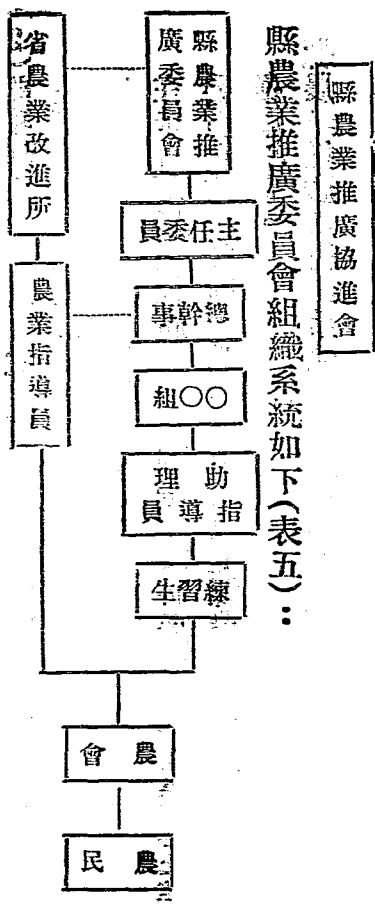 縣農業推廣協進會
縣農業推廣委員會組織系統如下(表五)：
縣農業推
廣委員會
主任委員
總幹事
○○組
助理
指導員
練習生
省農業改進所
農業指導員
農會
農民